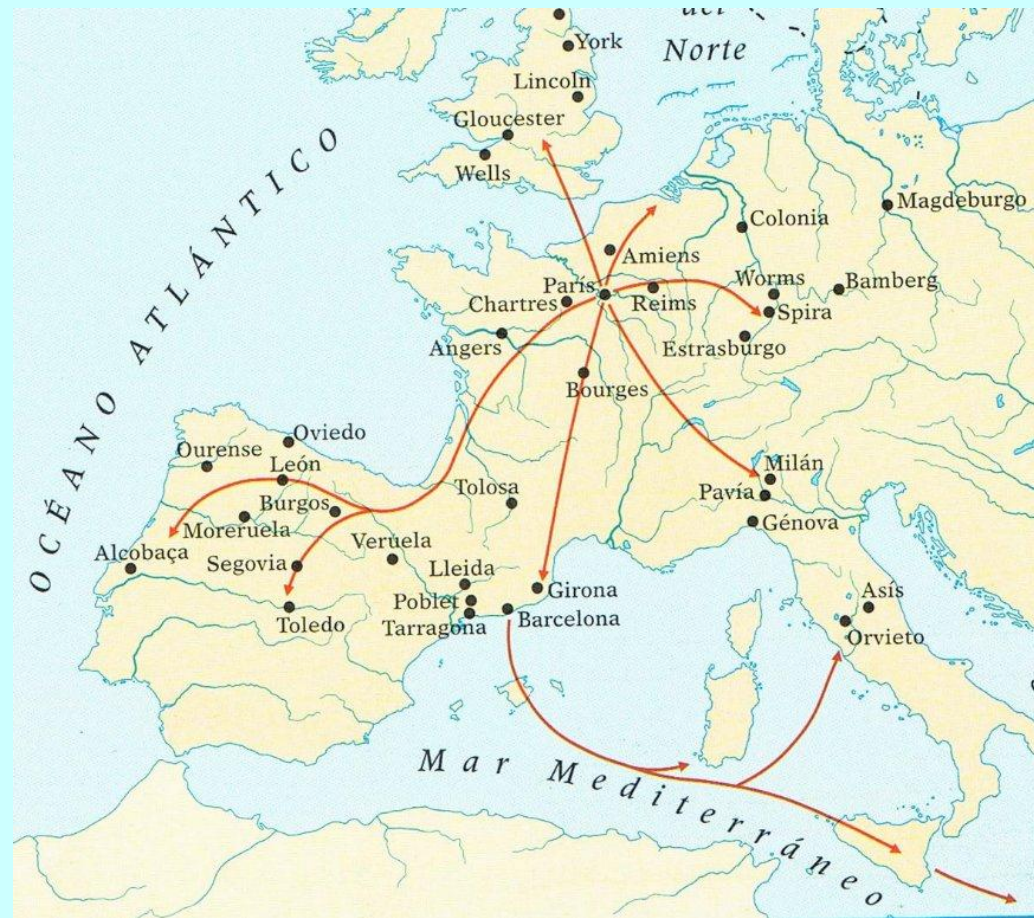 del
Norte
York
Lincoln
Gloucester
Wells
Magdeburgo
Colonia
Amiens
París
Worms
Bamberg
Chartres
Reims
Spira
Angers
Estrasburgo
Bourges
Oviedo
Ourense
León
Milán
Tolosa
Pavía
Burgos
Moreruela
Génova
Veruela
Alcobaça
Segovia
Lleida
Girona
Asís
Poblet
Barcelona
Toledo
Tarragona
Orvieto
OCÉANO ATLÁNTICO
Mar Mediterráneo